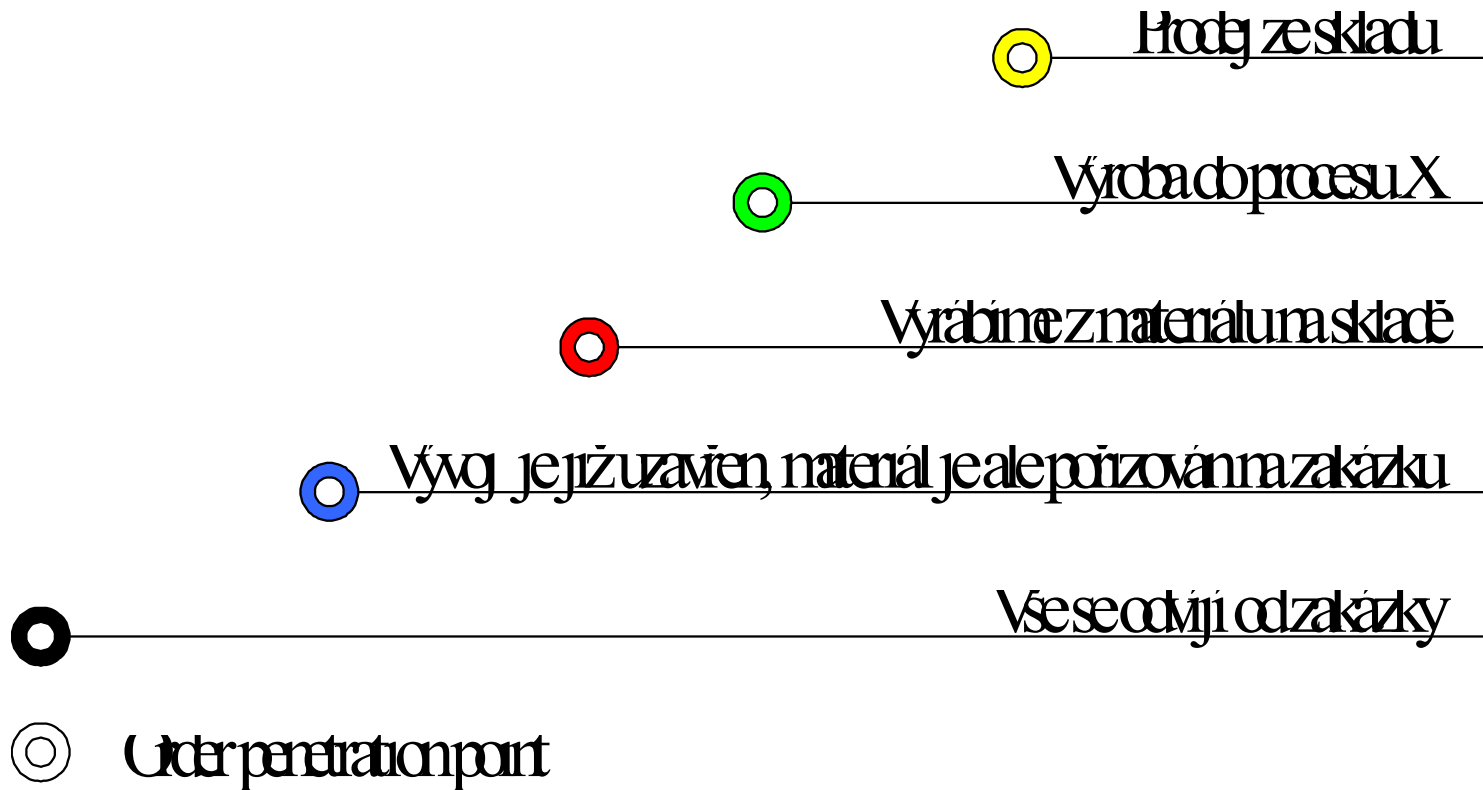 Prodej ze skladu
Výroba do procesu X
Vyrábíme z materiálu na skladě
Vývoj je již uzavřen, materiál je ale pořizován na zakázku
Vše se odvíjí od zakázky
Order penetration point